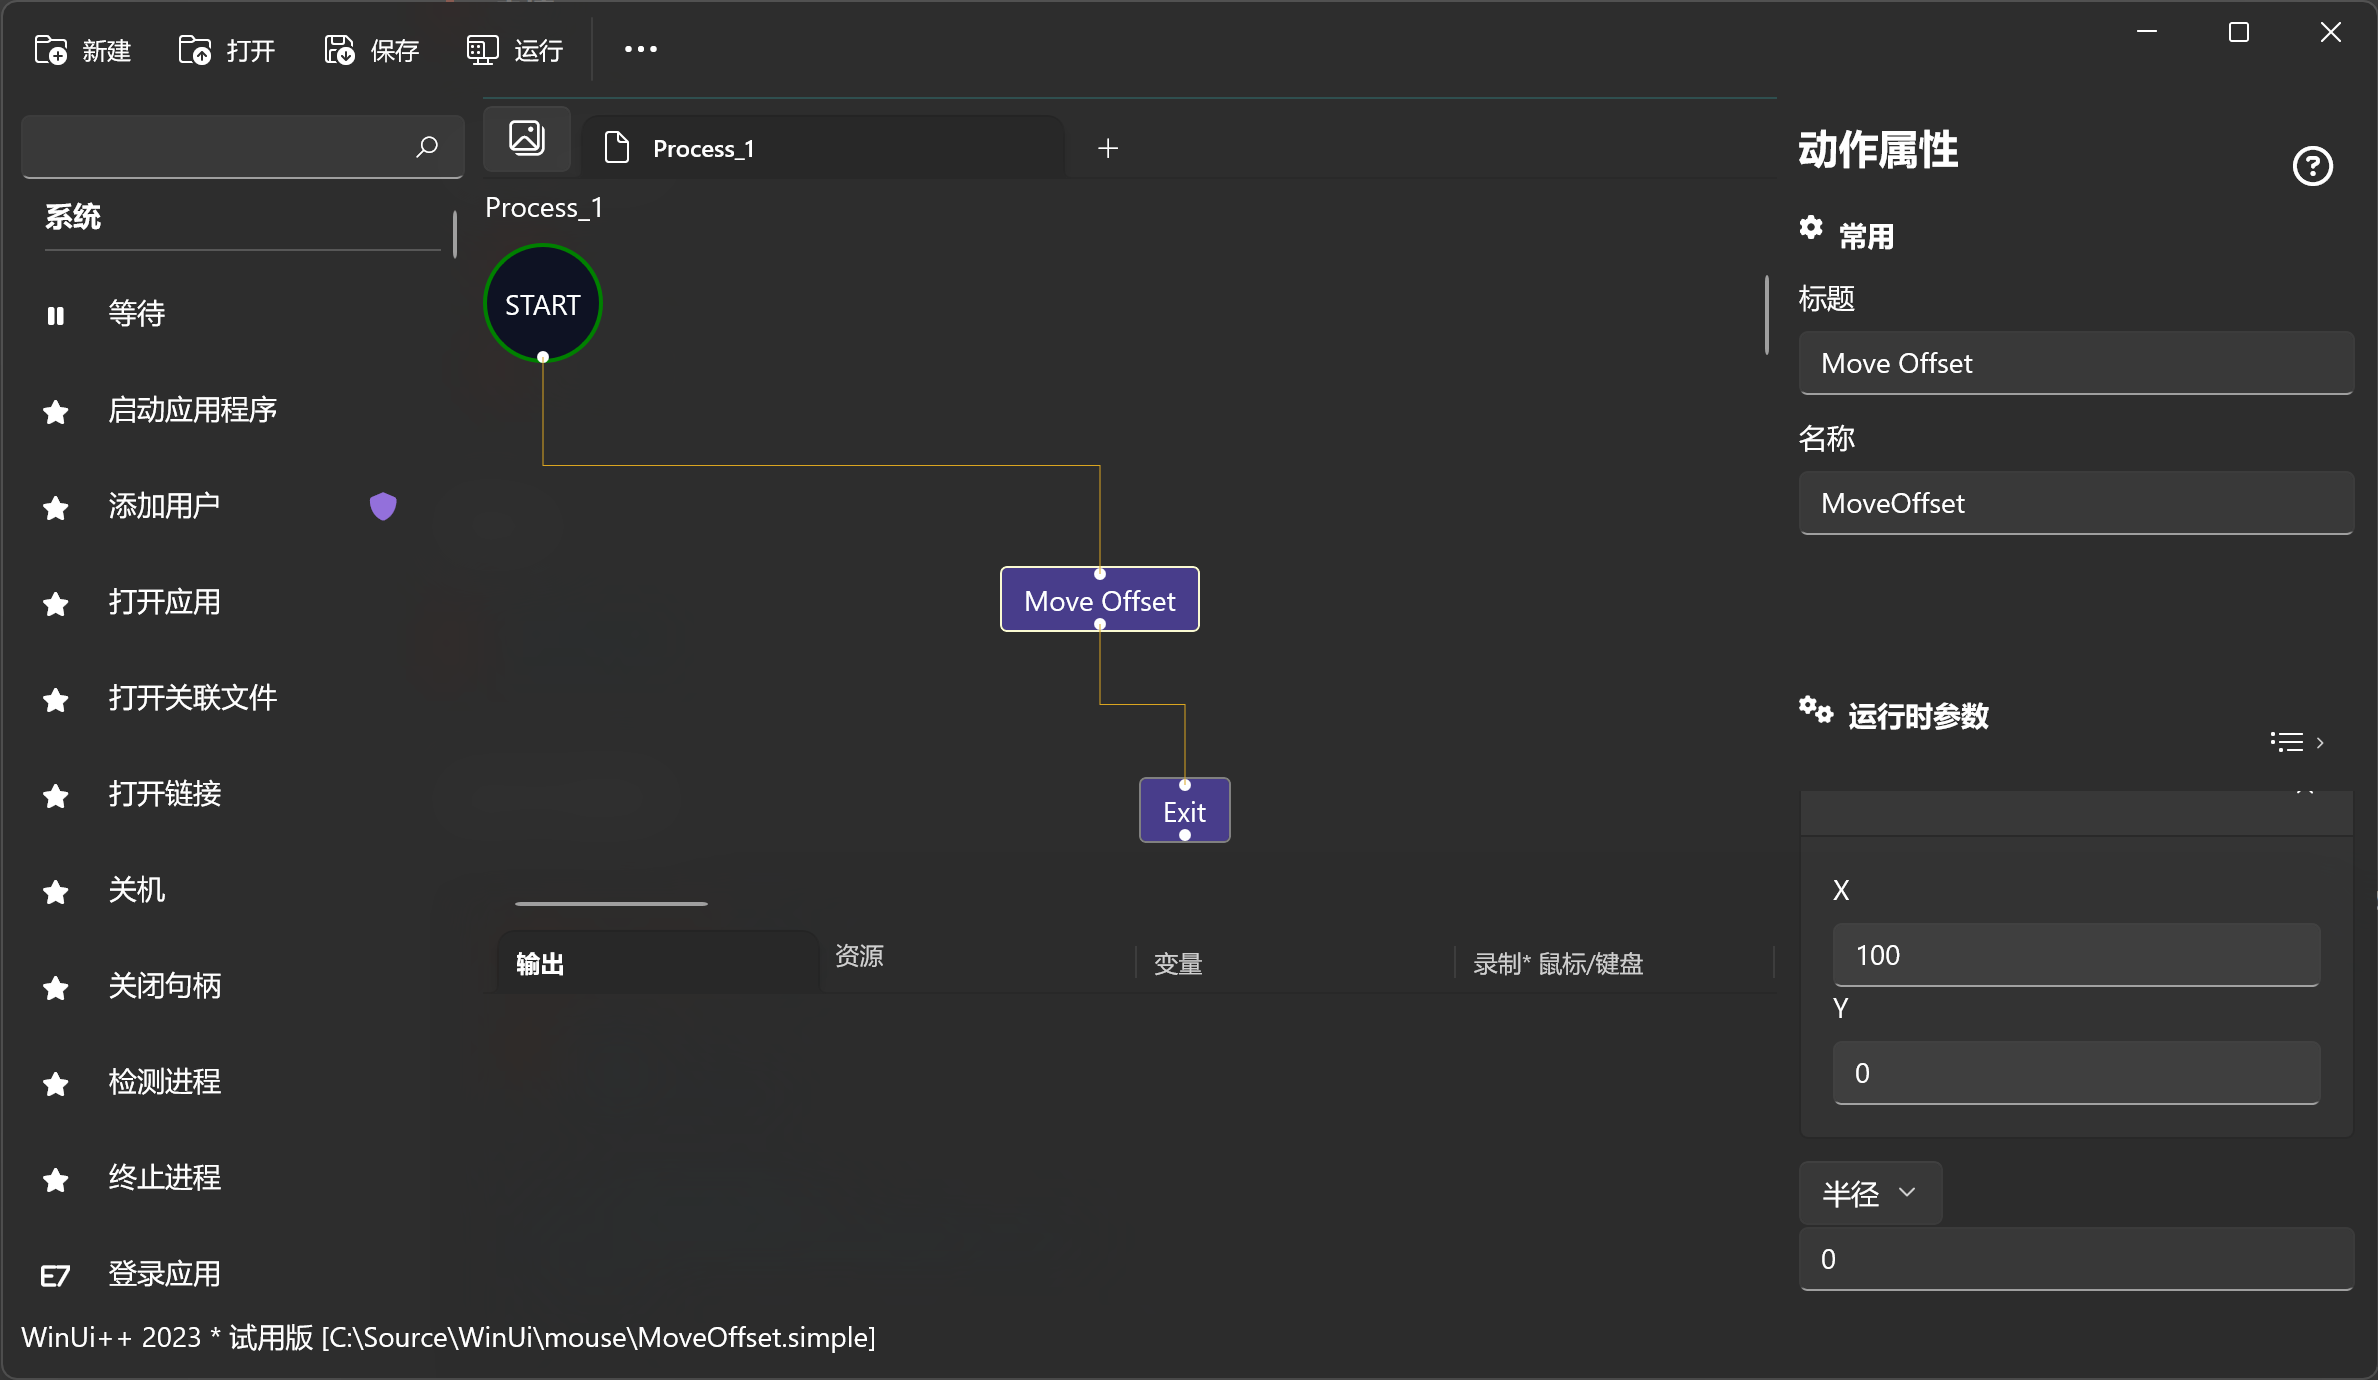 新建 打开 保存 运行
Process_1
系统
等待
启动应用程序
添加用户
打开应用
打开关联文件
打开链接
关机
关闭句柄
检测进程
终止进程
登录应用
Process_1
START
Move Offset
Exit
输出 资源 变量 录制* 鼠标/键盘
动作属性
常用
标题
Move Offset
名称
MoveOffset
运行时参数
X
100
Y
0
半径
0
WinUi++ 2023 * 试用版 [C:\Source\WinUi\mouse\MoveOffset.simple]